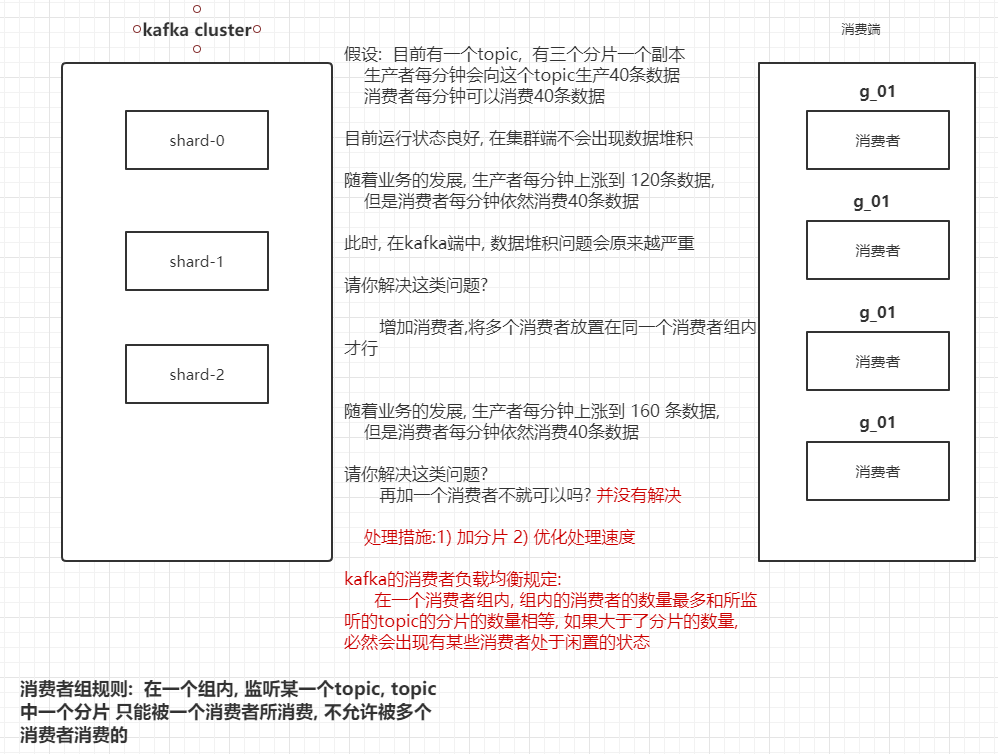 kafka cluster
shard-0
shard-1
shard-2
假设: 目前有一个topic, 有三个分片一个副本
生产者每分钟会向这个topic生产40条数据
消费者每分钟可以消费40条数据
目前运行状态良好, 在集群端不会出现数据堆积
随着业务的发展, 生产者每分钟上涨到 120条数据,
但是消费者每分钟依然消费40条数据
此时, 在kafka端中, 数据堆积问题会原来越严重
请你解决这类问题?
增加消费者,将多个消费者放置在同一个消费者组内
才行
随着业务的发展, 生产者每分钟上涨到 160 条数据,
但是消费者每分钟依然消费40条数据
请你解决这类问题?
再加一个消费者不就可以吗? 并没有解决
处理措施:1) 加分片 2) 优化处理速度
kafka的消费者负载均衡规定:
在一个消费者组内, 组内的消费者的数量最多和所监
听的topic的分片的数量相等, 如果大于了分片的数量,
必然会出现有某些消费者处于闲置的状态
消费端
g_01
消费者
g_01
消费者
g_01
消费者
g_01
消费者
消费者组规则: 在一个组内, 监听某一个topic, topic
中一个分片 只能被一个消费者所消费, 不允许被多个
消费者消费的